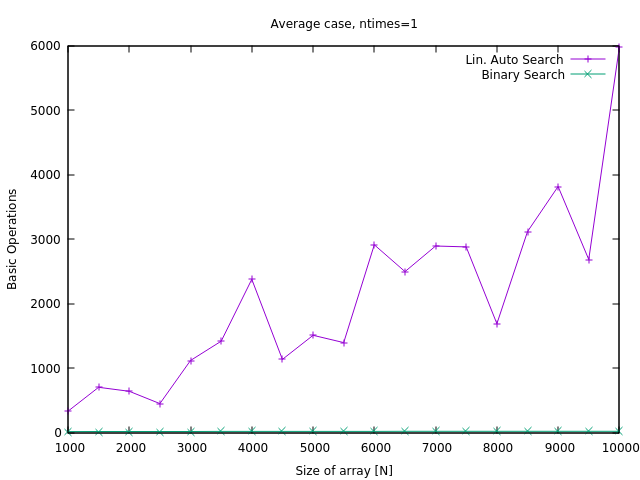 Average case, ntimes=1
6000
5000
4000
3000
2000
1000
0
Basic Operations
Lin. Auto Search
Binary Search
1000 2000 3000 4000 5000 6000 7000 8000 9000 10000
Size of array [N]